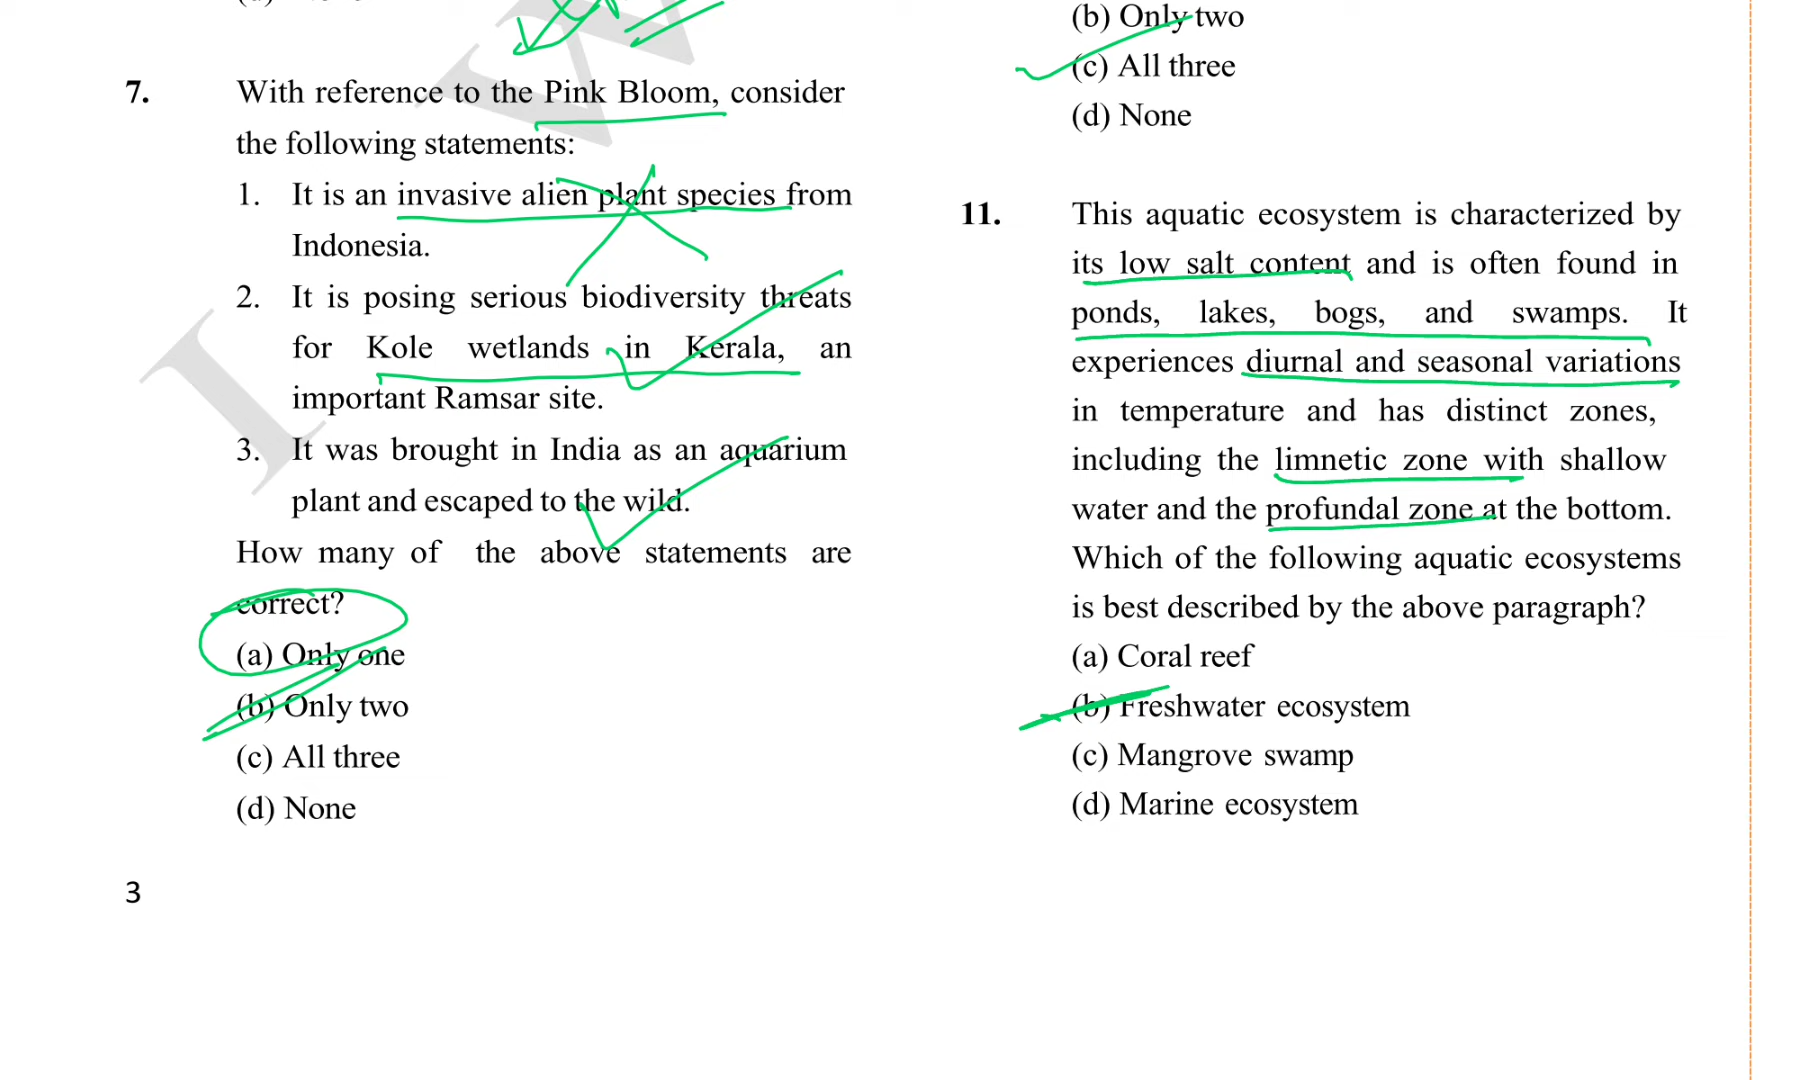 7. With reference to the Pink Bloom, consider
the following statements:
1. It is an invasive alien plant species from
Indonesia.
2. It is posing serious biodiversity threats
for Kole wetlands in Kerala, an
important Ramsar site.
3. It was brought in India as an aquarium
plant and escaped to the wild.
How many of the above statements are
correct?
(a) Only one
(b) Only two
(c) All three
(d) None
3
(b) Only two
(c) All three
(d) None
11. This aquatic ecosystem is characterized by
its low salt content and is often found in
ponds, lakes, bogs, and swamps. It
experiences diurnal and seasonal variations
in temperature and has distinct zones,
including the limnetic zone with shallow
water and the profundal zone at the bottom.
Which of the following aquatic ecosystems
is best described by the above paragraph?
(a) Coral reef
(b) Freshwater ecosystem
(c) Mangrove swamp
(d) Marine ecosystem